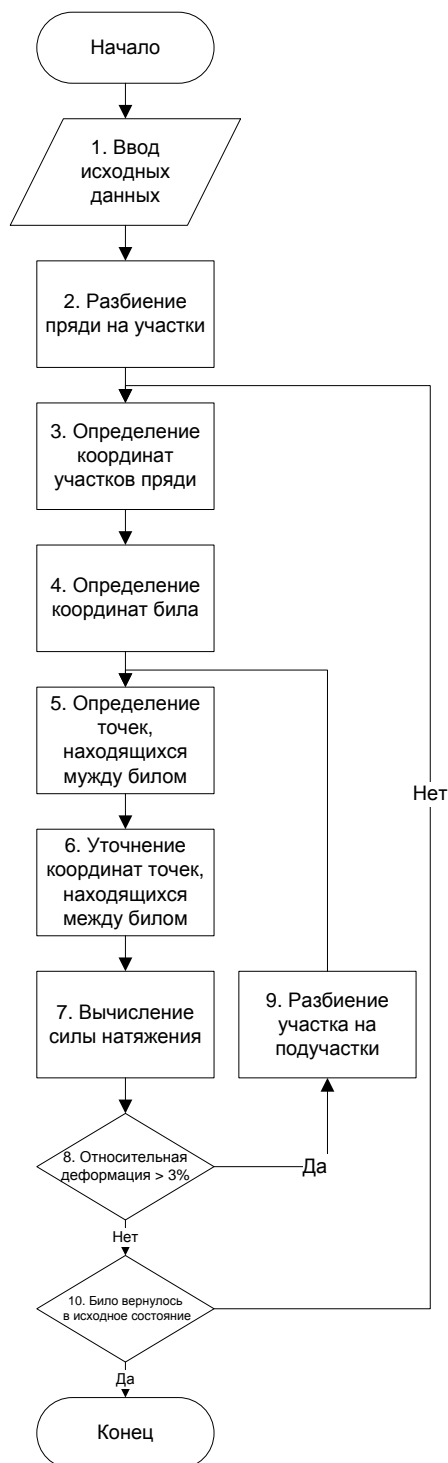 Начало
1. Ввод
исходных
данных
2. Разбиение
пряди на участки
3. Определение
координат
участков пряди
4. Определение
координат била
5. Определение
точек,
находящихся
мужду билом
6. Уточнение
координат точек,
находящихся
между билом
7. Вычисление
силы натяжения
9. Разбиение
участка на
подучастки
8. Относительная
деформация > 3%
Да
Нет
10. Било вернулось
в исходное состояние
Нет
Да
Конец